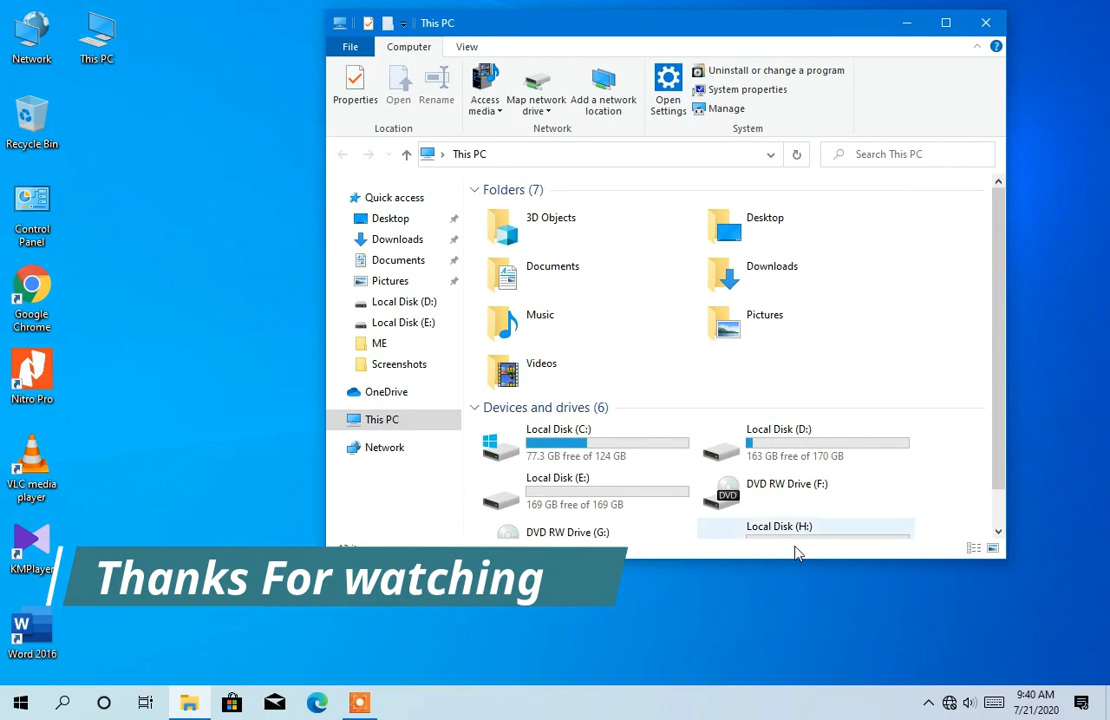 Network
This PC
Recycle Bin
Control
Panel
Google
Chrome
Nitro Pro
VLC media
player
KMPlayer
Word 2016
This PC
File
Computer
View
Properties
Open
Rename
Access
media
Map network
drive
Add a network
location
Open
Settings
Uninstall or change a program
System properties
Manage
Location
Network
System
This PC
Search This PC
Quick access
Desktop
Downloads
Documents
Pictures
Local Disk (D:)
Local Disk (E:)
ME
Screenshots
OneDrive
This PC
Network
Folders (7)
3D Objects
Desktop
Documents
Downloads
Music
Pictures
Videos
Devices and drives (6)
Local Disk (C:)
77.3 GB free of 124 GB
Local Disk (D:)
163 GB free of 170 GB
Local Disk (E:)
169 GB free of 169 GB
DVD
DVD RW Drive (F:)
DVD RW Drive (G:)
Local Disk (H:)
Thanks For watching
9:40 AM
7/21/2020